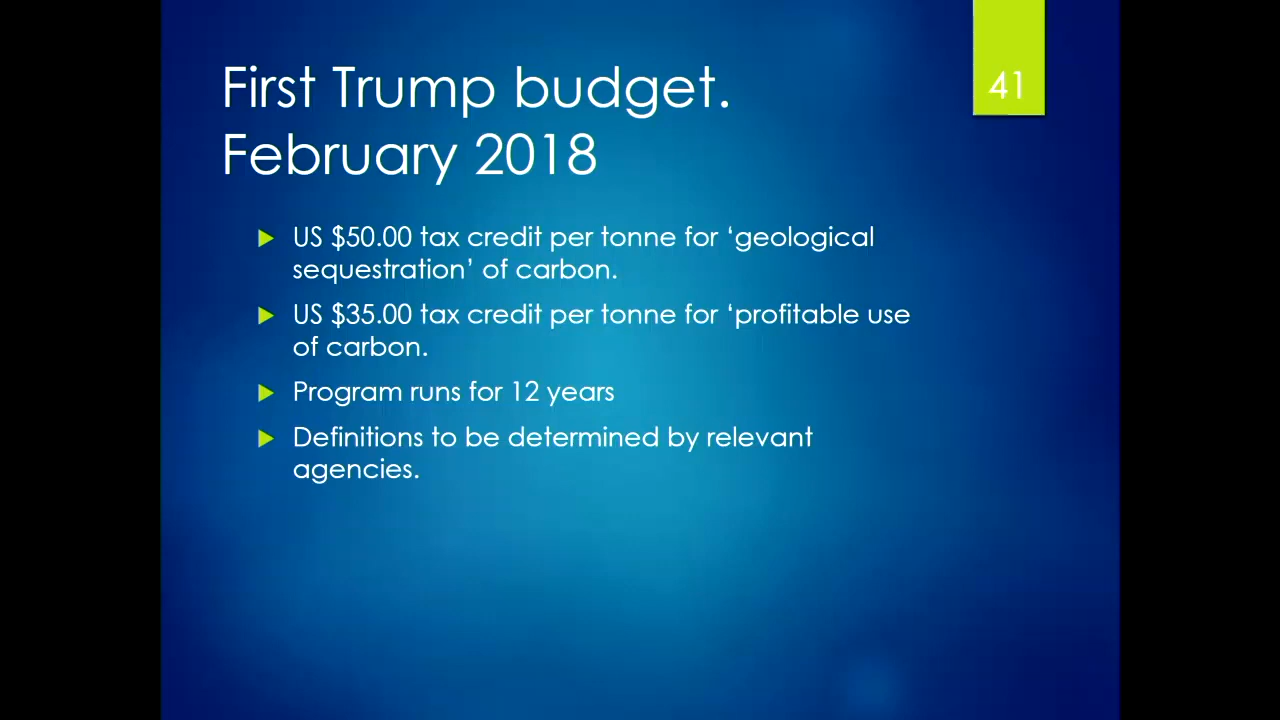 First Trump budget.
February 2018
41
US $50.00 tax credit per tonne for ‘geological
sequestration’ of carbon.
US $35.00 tax credit per tonne for ‘profitable use
of carbon.
Program runs for 12 years
Definitions to be determined by relevant
agencies.